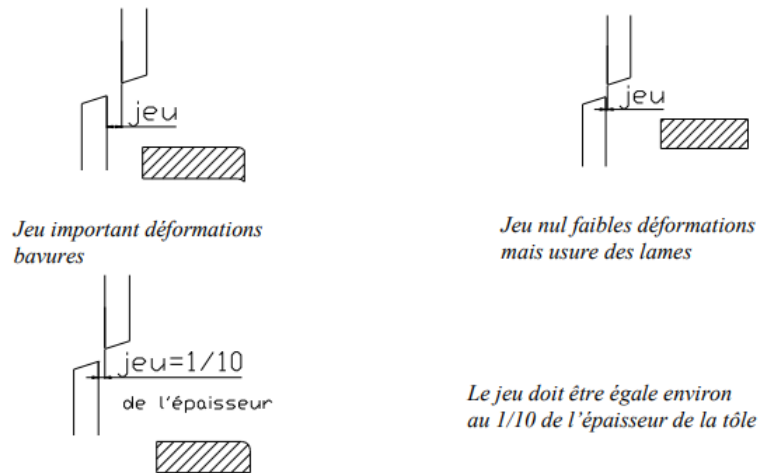 jeu
jeu
Jeu important déformations
bavures
Jeu nul faibles déformations
mais usure des lames
jeu=1/10
de l'épaisseur
Le jeu doit être égale environ
au 1/10 de l'épaisseur de la tôle